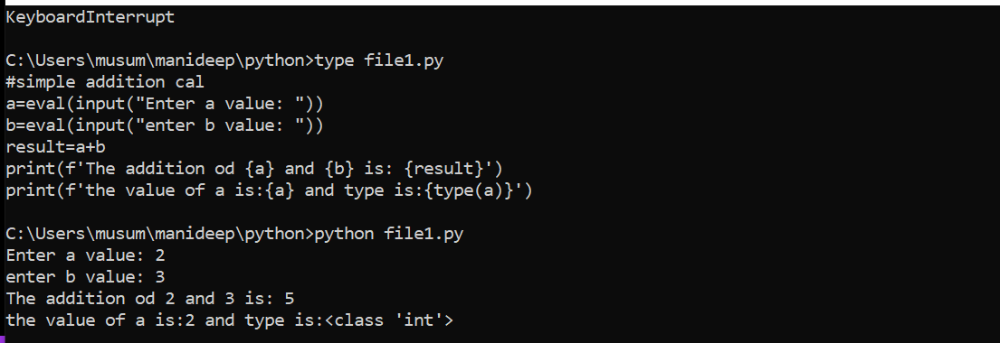 KeyboardInterrupt
C:\Users\musum\manideep\python>type file1.py
#simple addition cal
a=eval(input("Enter a value: "))
b=eval(input("enter b value: "))
result=a+b
print(f'The addition od {a} and {b} is: {result}')
print(f'the value of a is:{a} and type is:{type(a)}')
C:\Users\musum\manideep\python>python file1.py
Enter a value: 2
enter b value: 3
The addition od 2 and 3 is: 5
the value of a is:2 and type is:<class 'int'>